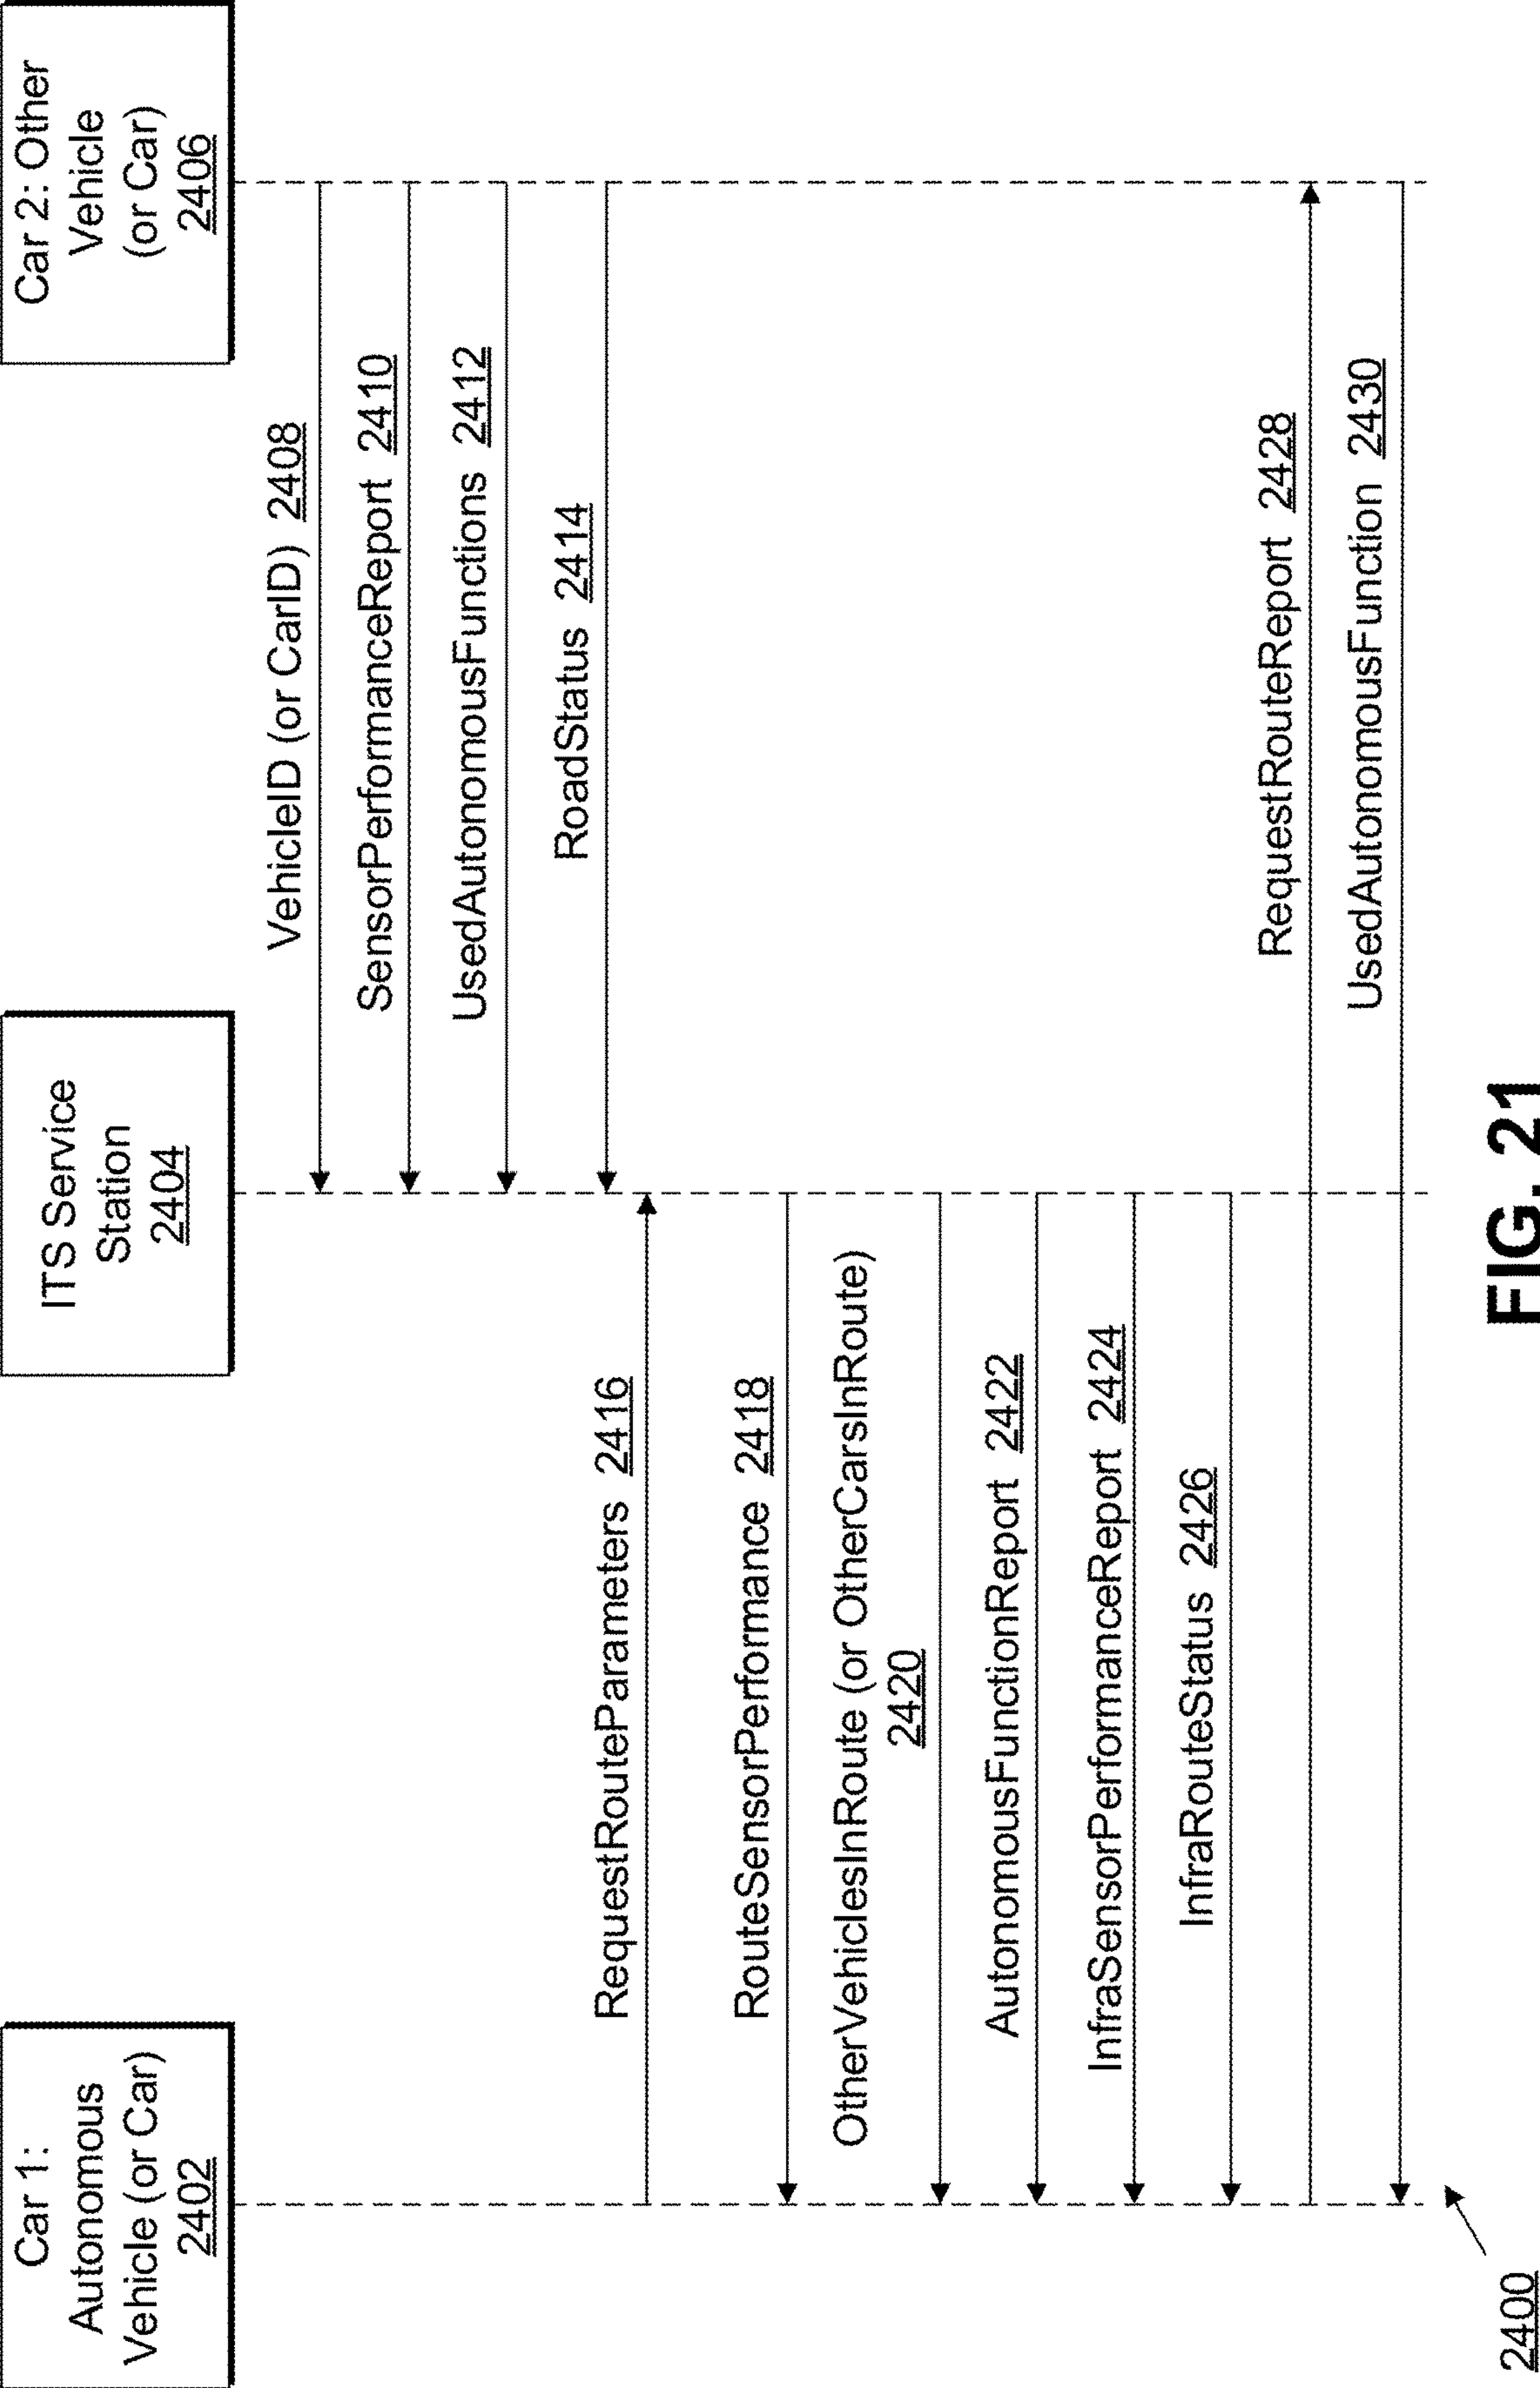 Car 1:
Autonomous
Vehicle (or Car)
2402
ITS Service
Station
2404
Car 2: Other
Vehicle
(or Car)
2406
VehicleID (or CarID) 2408
SensorPerformanceReport 2410
UsedAutonomousFunctions 2412
RoadStatus 2414
RequestRouteParameters 2416
RouteSensorPerformance 2418
OtherVehiclesInRoute (or OtherCarsInRoute)
2420
AutonomousFunctionReport 2422
InfraSensorPerformanceReport 2424
InfraRouteStatus 2426
RequestRouteReport 2428
UsedAutonomousFunction 2430
2400
FIG. 21